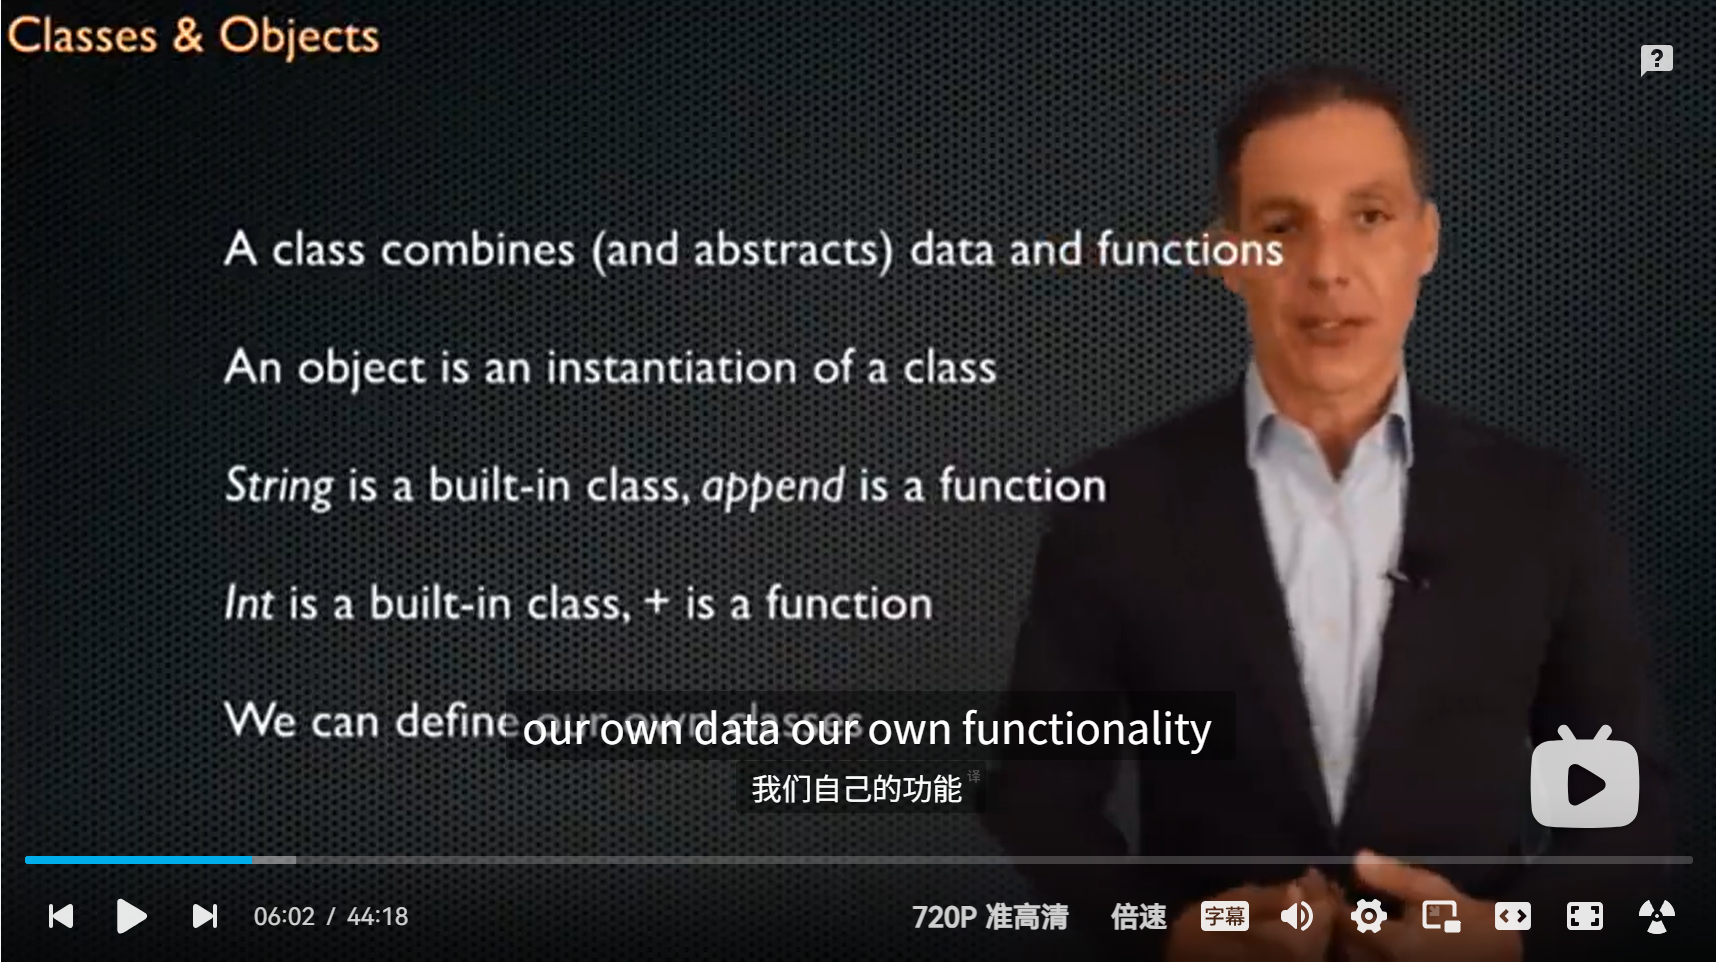 Classes & Objects
?
A class combines (and abstracts) data and functions
An object is an instantiation of a class
String is a built-in class, append is a function
Int is a built-in class, + is a function
We can define our own classes
our own data our own functionality
我们自己的功能 译
06:02 / 44:18 720P 准高清 倍速 字幕